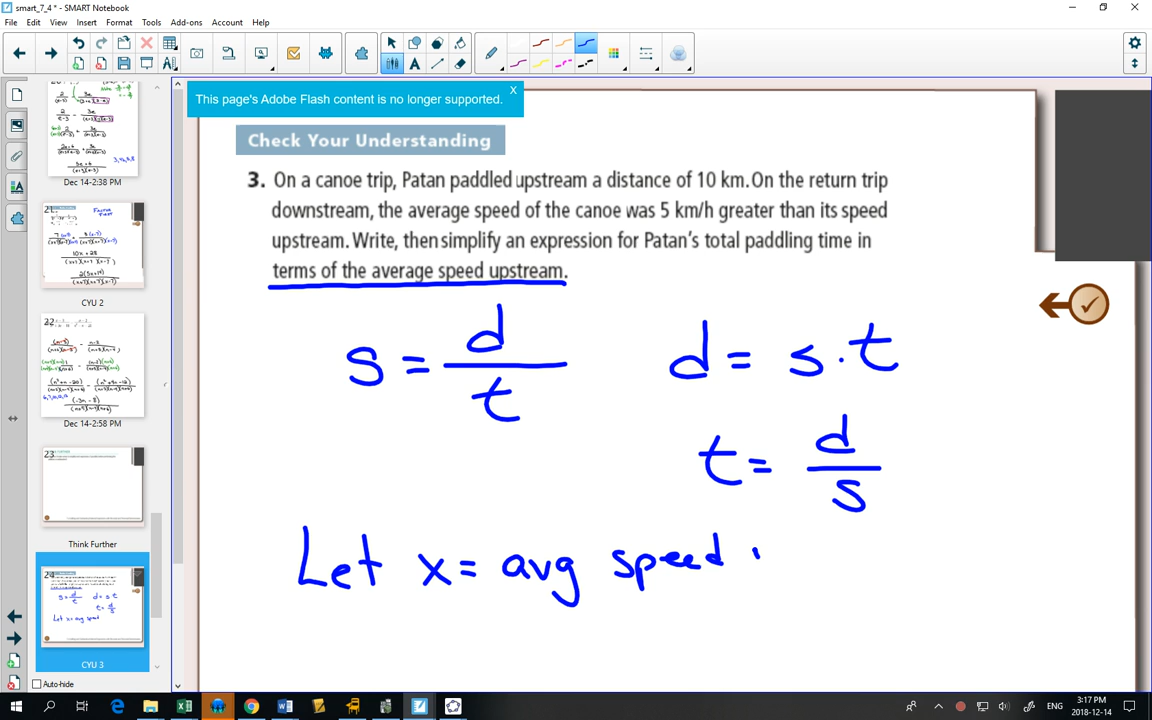 smart_7_4 * - SMART Notebook
File Edit View Insert Format Tools Add-ons Account Help
This page's Adobe Flash content is no longer supported. X
Check Your Understanding
3. On a canoe trip, Patan paddled upstream a distance of 10 km. On the return trip
downstream, the average speed of the canoe was 5 km/h greater than its speed
upstream. Write, then simplify an expression for Patan's total paddling time in
terms of the average speed upstream.
s = d/t
d = s · t
t = d/s
Let x = avg speed
Dec 14-2:38 PM
21
CYU 2
22
Dec 14-2:58 PM
23
Think Further
24
CYU 3
Auto-hide
ENG
3:17 PM
2018-12-14